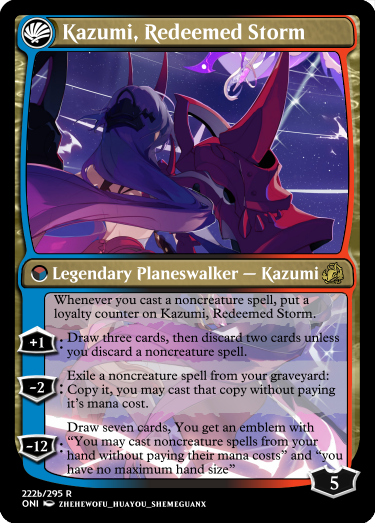 Kazumi, Redeemed Storm
Legendary Planeswalker — Kazumi
Whenever you cast a noncreature spell, put a
loyalty counter on Kazumi, Redeemed Storm.
+1 : Draw three cards, then discard two cards unless
you discard a noncreature spell.
Exile a noncreature spell from your graveyard:
-2 : Copy it, you may cast that copy without paying
it's mana cost.
Draw seven cards, You get an emblem with
-12 : "You may cast noncreature spells from your
hand without paying their mana costs" and "you
have no maximum hand size"
5
222b/295 R
ONI ZHEHEWOFU_HUAYOU_SHEMEGUANX